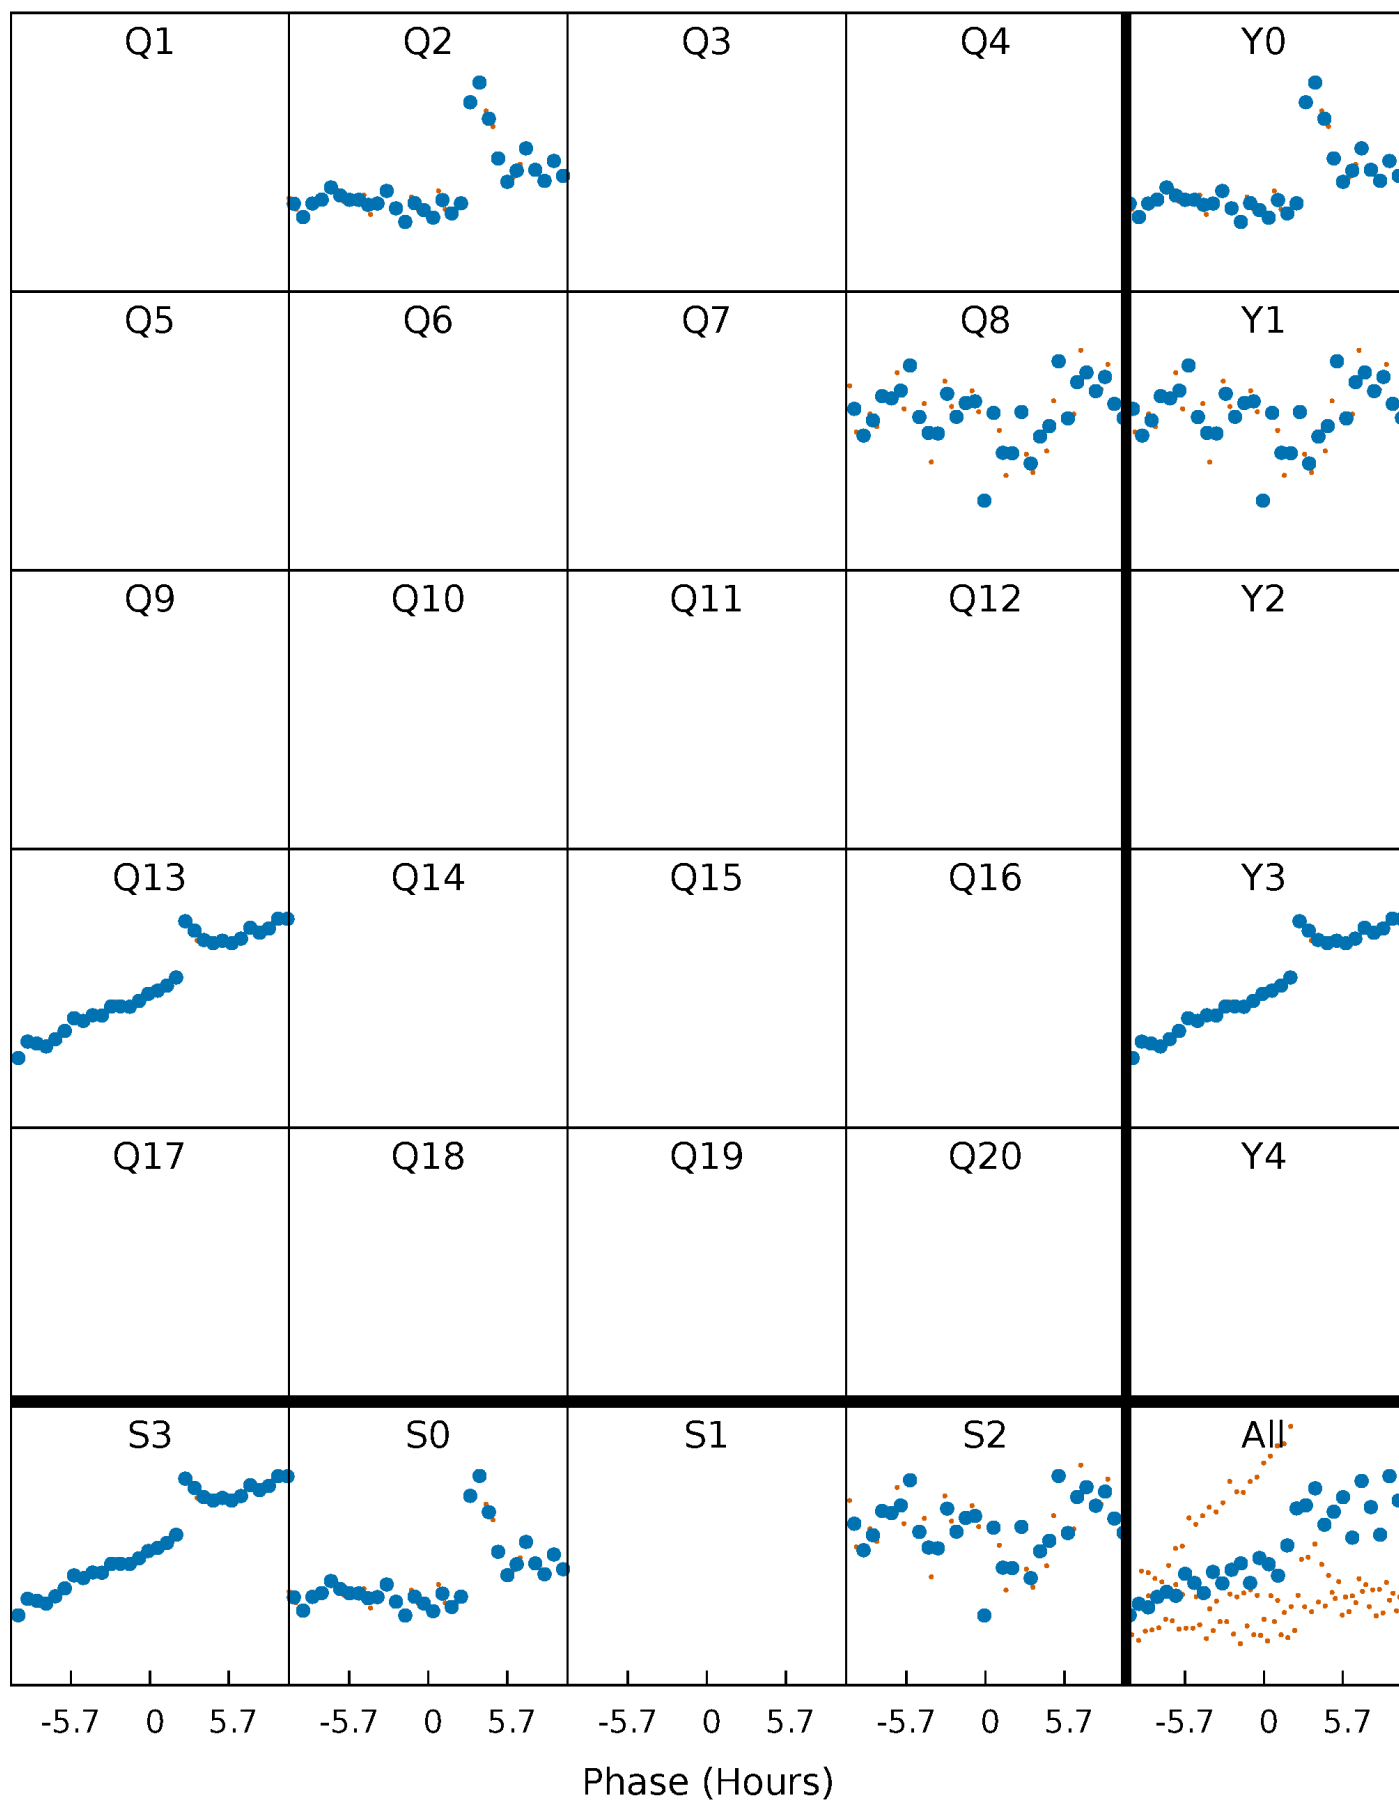 Q1 Q2 Q3 Q4 Y0
Q5 Q6 Q7 Q8 Y1
Q9 Q10 Q11 Q12 Y2
Q13 Q14 Q15 Q16 Y3
Q17 Q18 Q19 Q20 Y4
S3 S0 S1 S2 All
-5.7 0 5.7 -5.7 0 5.7 -5.7 0 5.7 -5.7 0 5.7 -5.7 0 5.7
Phase (Hours)